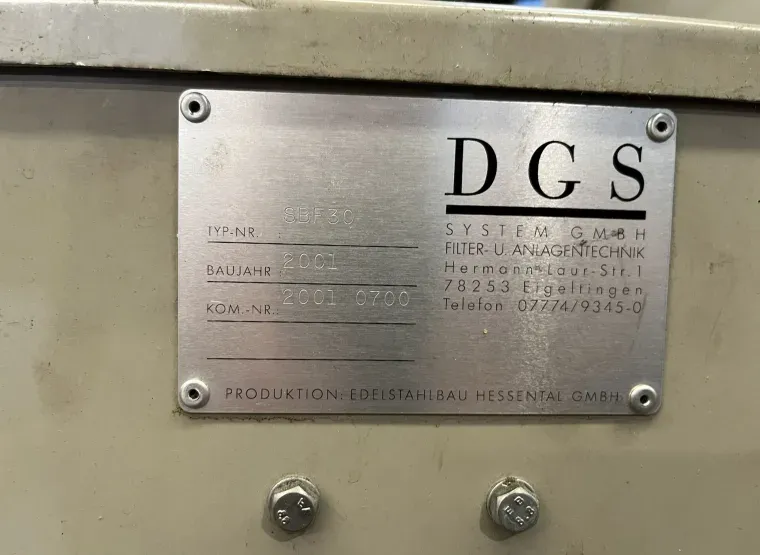 DGS
SYSTEM GMBH
FILTER- U. ANLAGENTECHNIK
Hermann-Laur-Str. 1
78253 Eigeltingen
Telefon 07774/9345-0
TYP-NR.: SBF30
BAUJAHR: 2001
KOM.-NR.: 2001 0700
PRODUKTION: EDELSTAHLBAU HESSENTAL GMBH